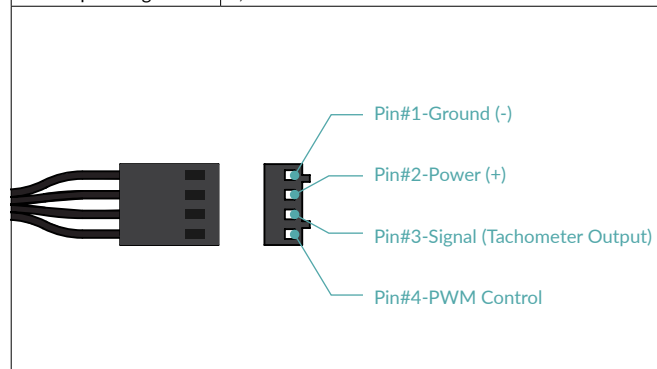 Pin#1-Ground (-)
Pin#2-Power (+)
Pin#3-Signal (Tachometer Output)
Pin#4-PWM Control